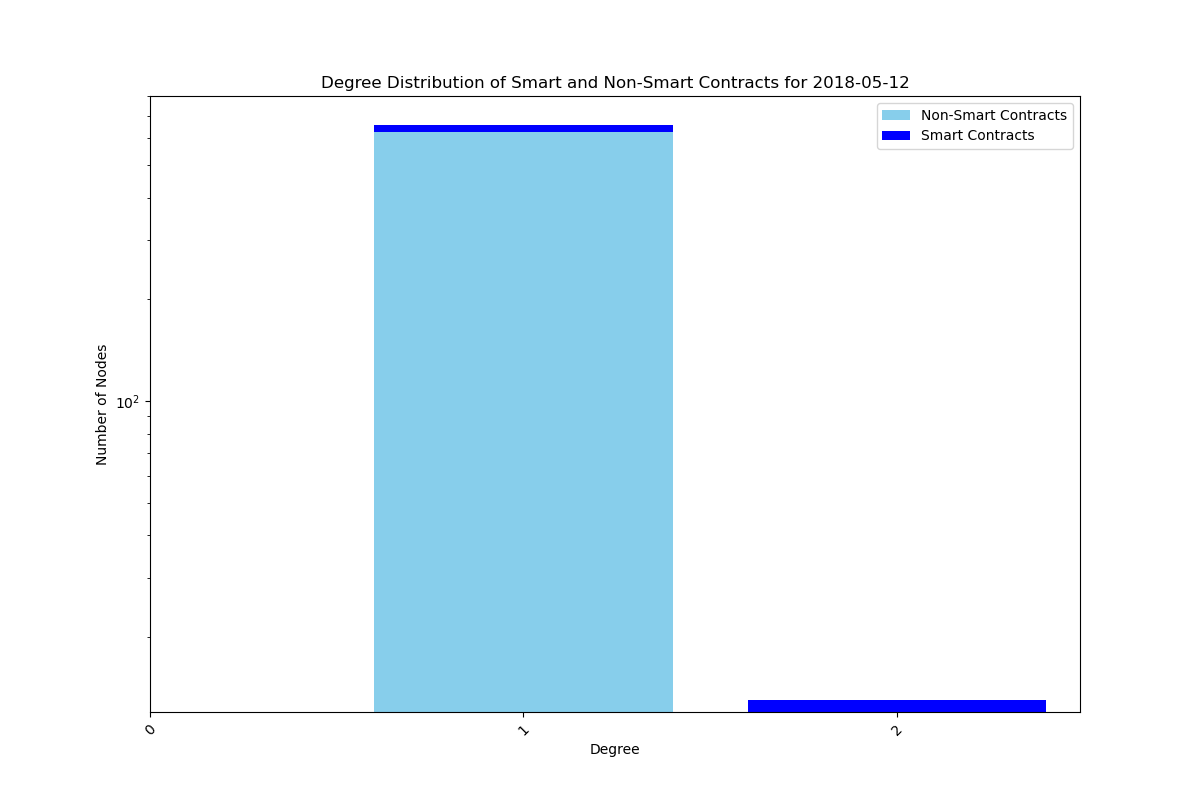 Degree Distribution of Smart and Non-Smart Contracts for 2018-05-12
Non-Smart Contracts
Smart Contracts
Number of Nodes
10²
0
1
2
Degree